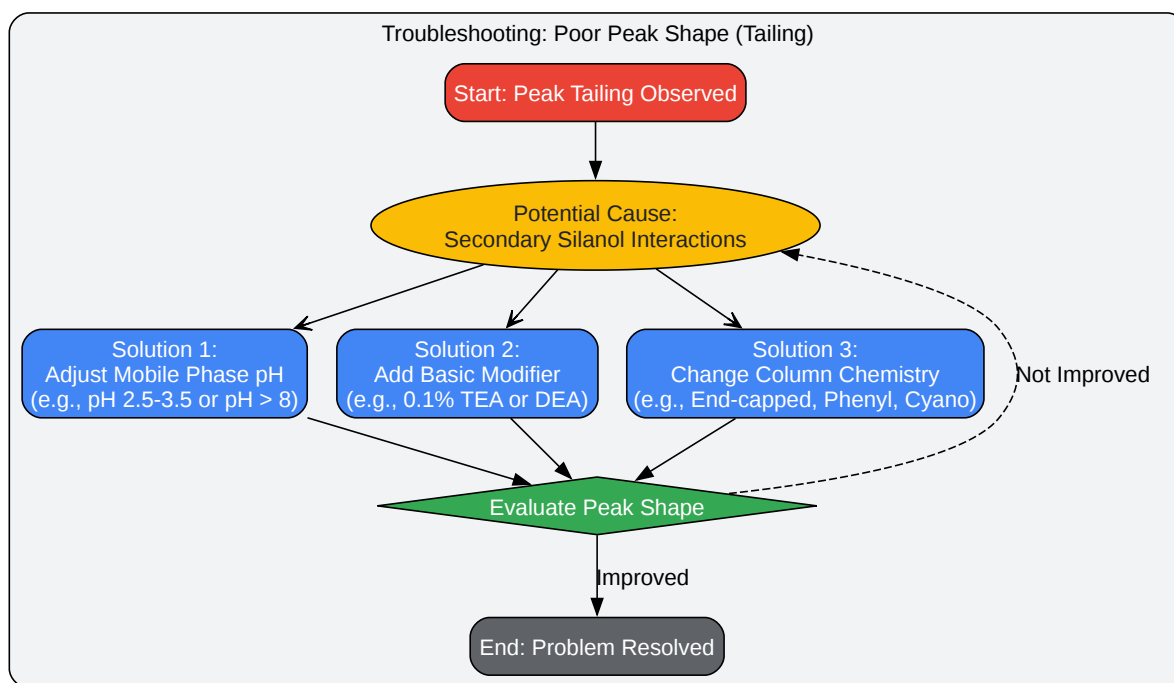 Troubleshooting: Poor Peak Shape (Tailing)
Start: Peak Tailing Observed
Potential Cause:
Secondary Silanol Interactions
Solution 1:
Adjust Mobile Phase pH
(e.g., pH 2.5-3.5 or pH > 8)
Solution 2:
Add Basic Modifier
(e.g., 0.1% TEA or DEA)
Solution 3:
Change Column Chemistry
(e.g., End-capped, Phenyl, Cyano)
Not Improved
Evaluate Peak Shape
Improved
End: Problem Resolved